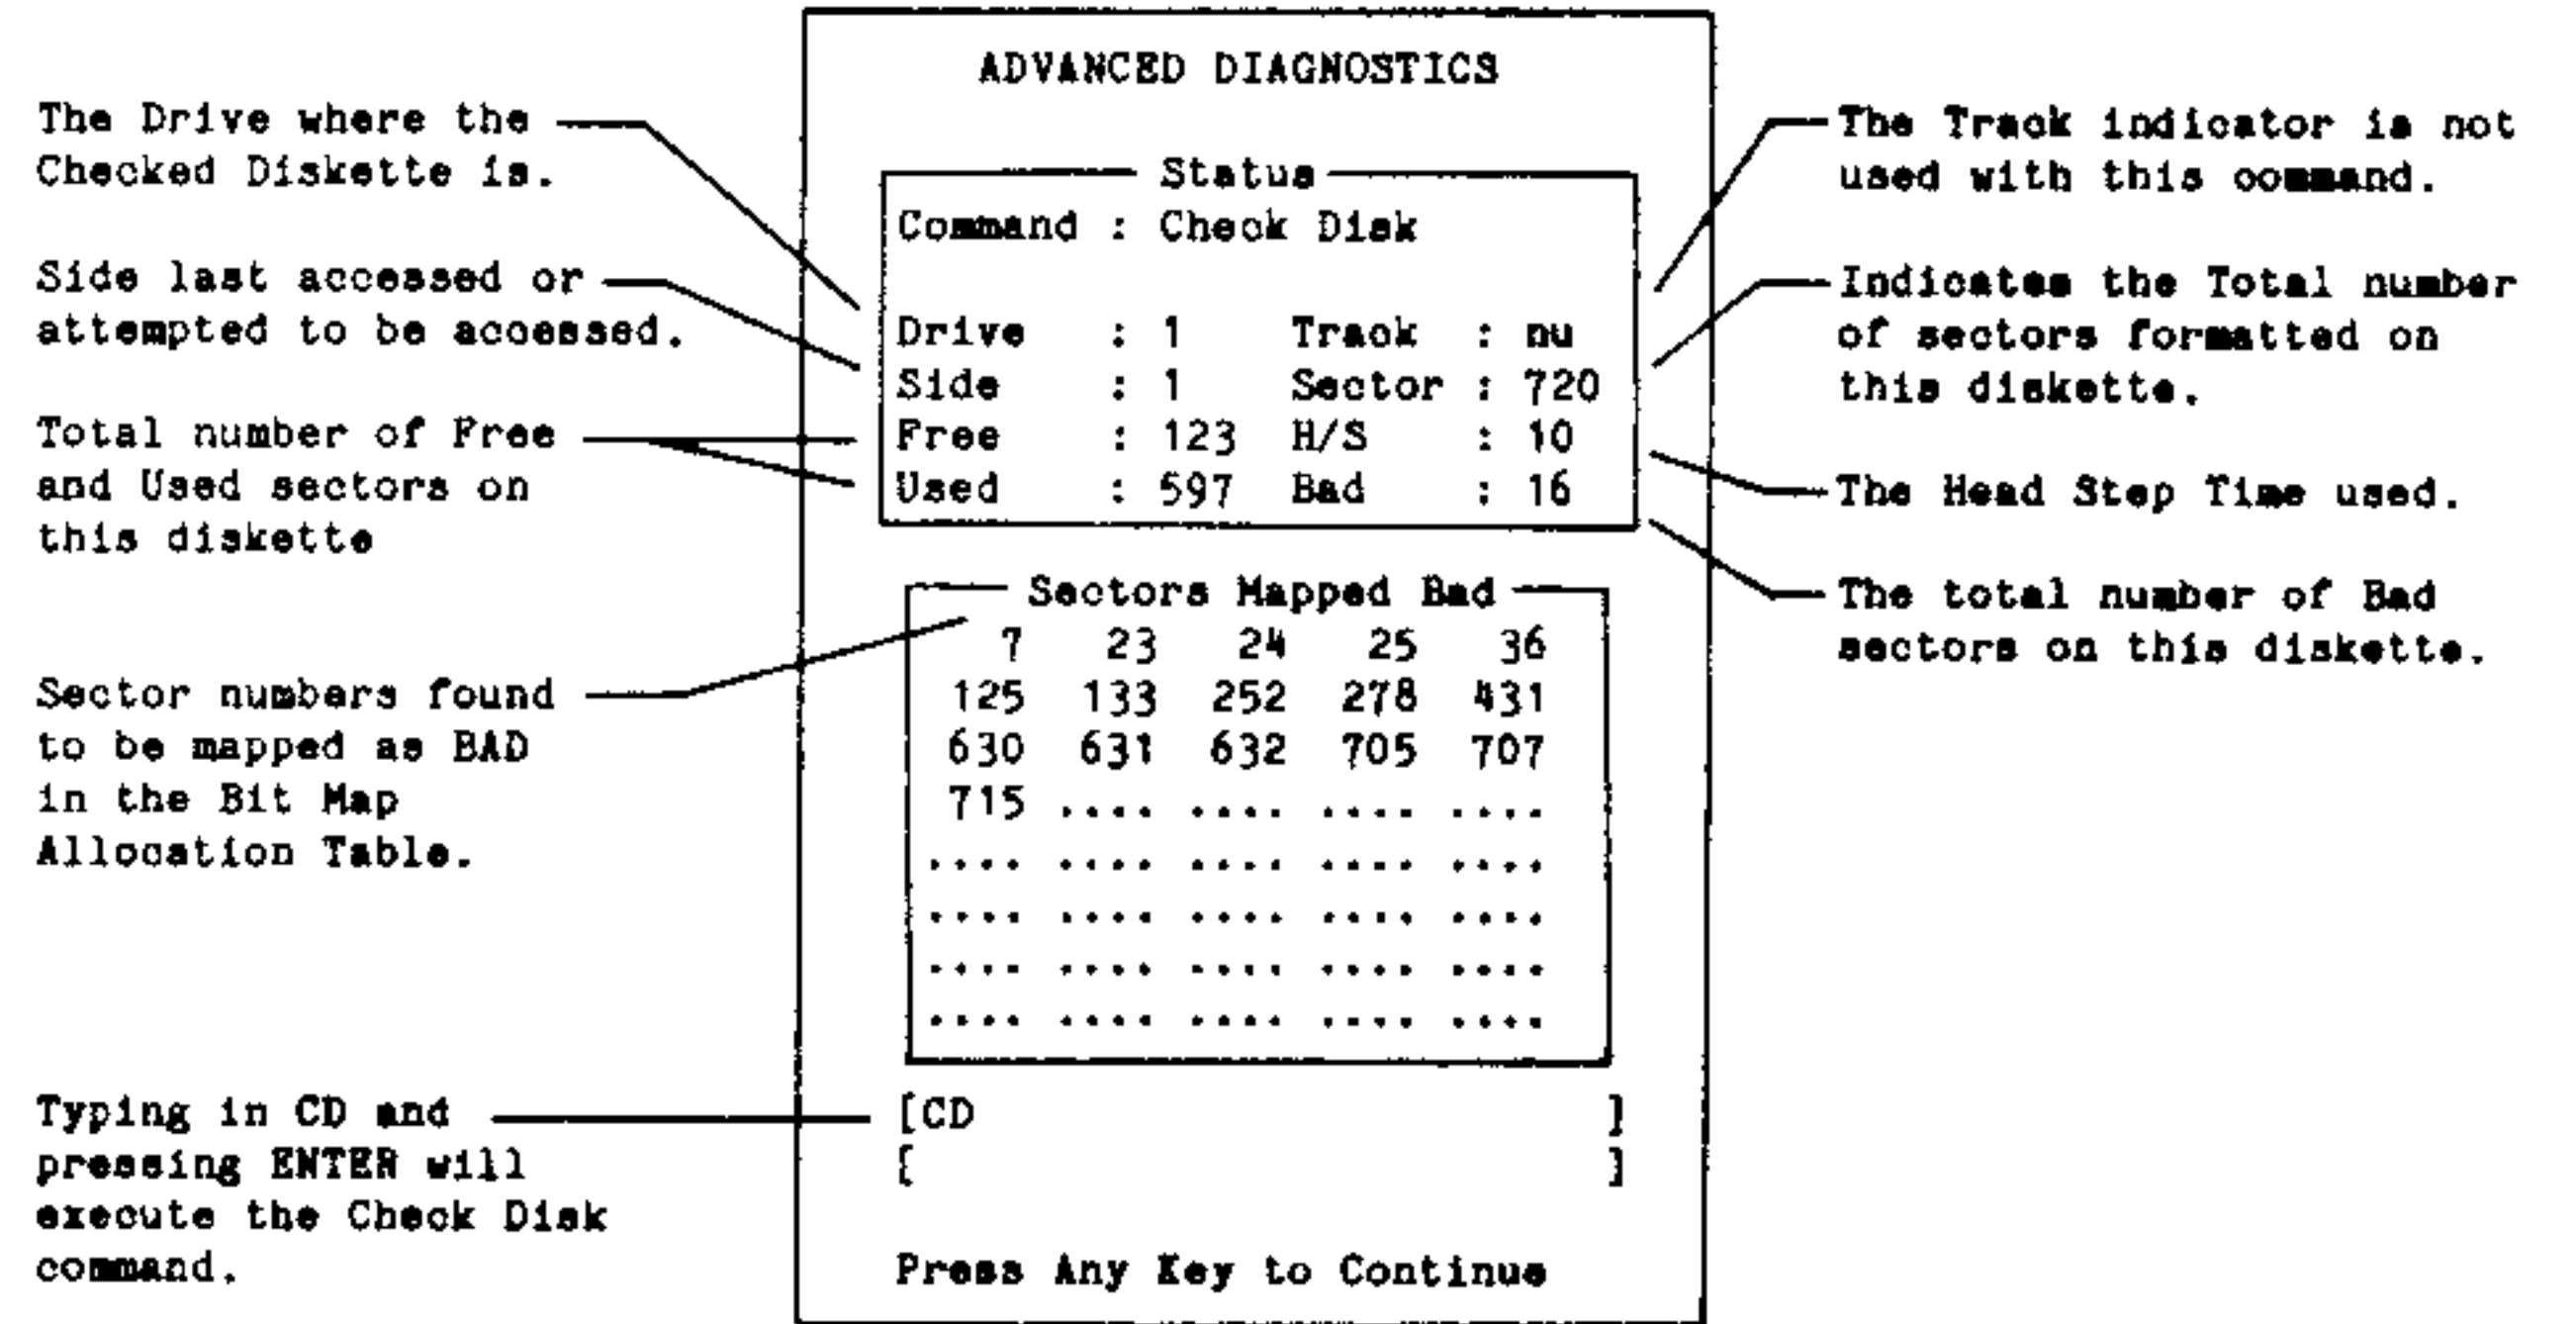 ADVANCED DIAGNOSTICS
The Drive where the
Checked Diskette is.
Side last accessed or
attempted to be accessed.
Total number of Free
and Used sectors on
this diskette
Sector numbers found
to be mapped as BAD
in the Bit Map
Allocation Table.
Typing in CD and
pressing ENTER will
execute the Check Disk
command.
Status
Command : Check Disk
Drive : 1 Track : nu
Side : 1 Sector : 720
Free : 123 H/S : 10
Used : 597 Bad : 16
Sectors Mapped Bad
7 23 24 25 36
125 133 252 278 431
630 631 632 705 707
715 .... .... .... ....
.... .... .... .... ....
.... .... .... .... ....
.... .... .... .... ....
.... .... .... .... ....
[CD ]
[ ]
Press Any Key to Continue
The Track indicator is not
used with this command.
Indicates the Total number
of sectors formatted on
this diskette.
The Head Step Time used.
The total number of Bad
sectors on this diskette.